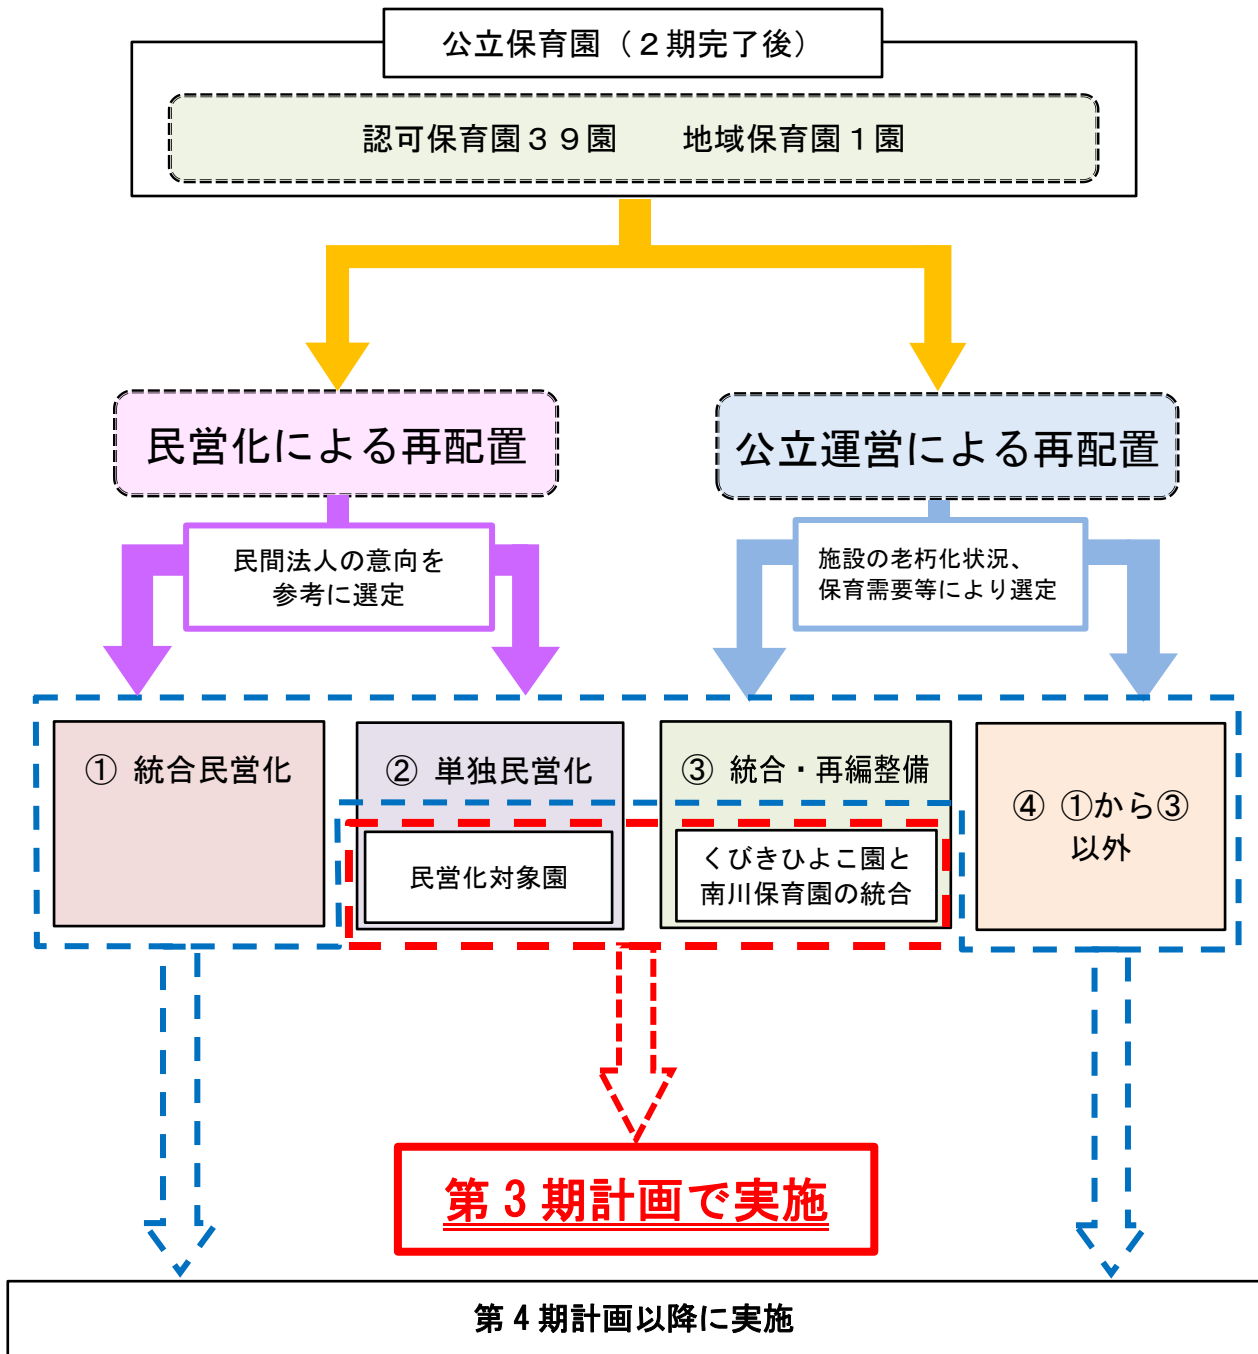 公立保育園（２期完了後）
認可保育園３９園　　地域保育園１園
民営化による再配置
公立運営による再配置
民間法人の意向を
参考に選定
施設の老朽化状況、
保育需要等により選定
① 統合民営化
② 単独民営化
民営化対象園
③ 統合・再編整備
くびきひよこ園と
南川保育園の統合
④ ①から③
以外
第３期計画で実施
第４期計画以降に実施